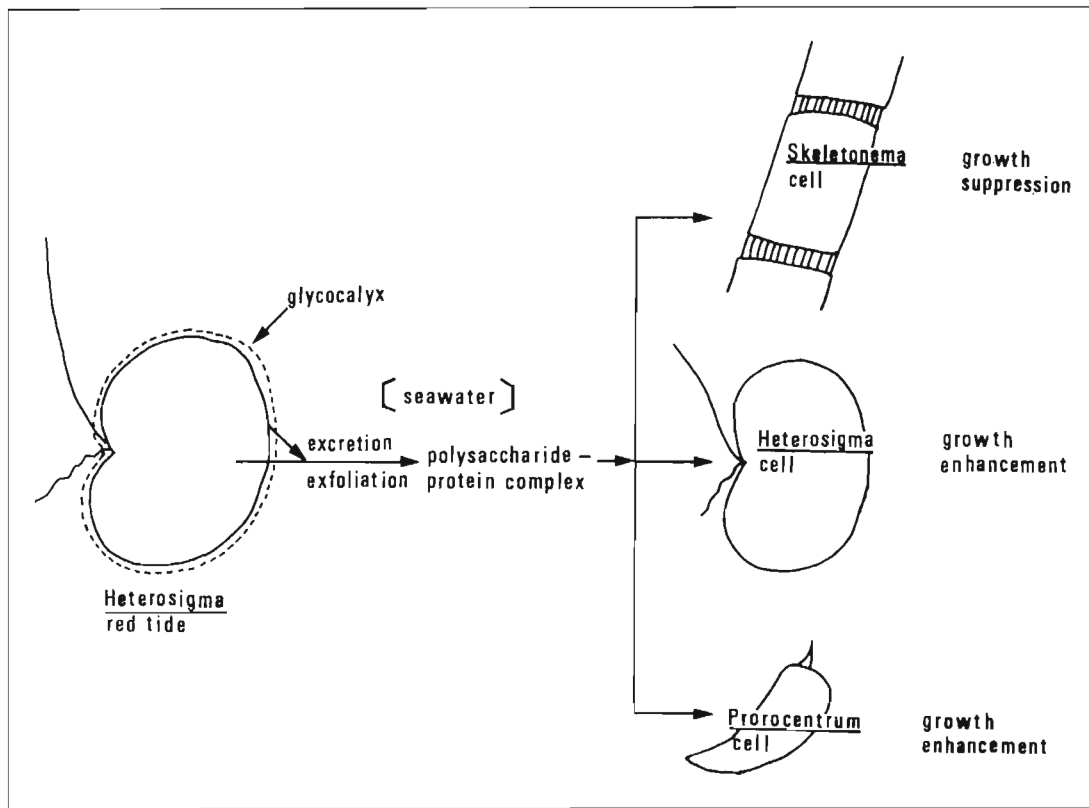 glycocalyx
[ seawater ]
excretion
exfoliation
polysaccharide –
protein complex
Heterosigma
red tide
Skeletonema
cell
growth
suppression
Heterosigma
cell
growth
enhancement
Prorocentrum
cell
growth
enhancement